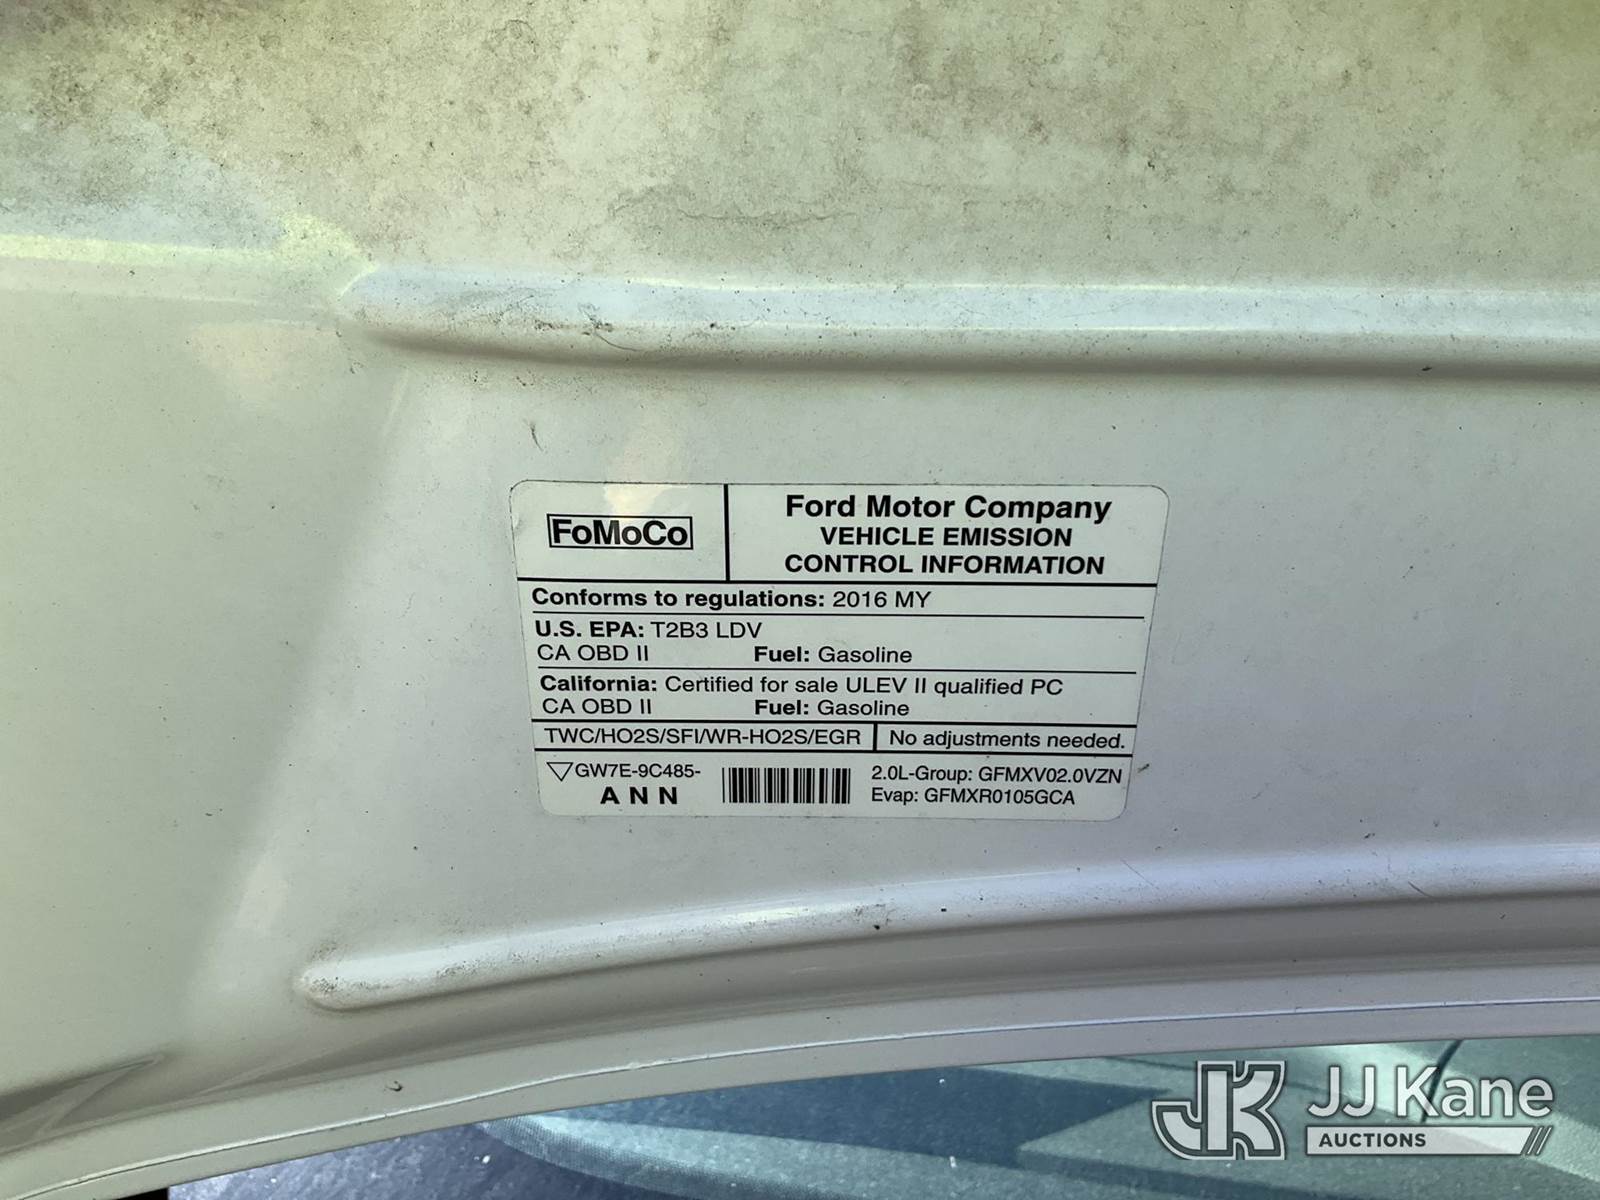 FoMoCo
Ford Motor Company
VEHICLE EMISSION
CONTROL INFORMATION
Conforms to regulations: 2016 MY
U.S. EPA: T2B3 LDV
CA OBD II Fuel: Gasoline
California: Certified for sale ULEV II qualified PC
CA OBD II Fuel: Gasoline
TWC/HO2S/SFI/WR-HO2S/EGR No adjustments needed.
GW7E-9C485-
ANN
2.0L-Group: GFMXV02.0VZN
Evap: GFMXR0105GCA
JK JJ Kane
AUCTIONS